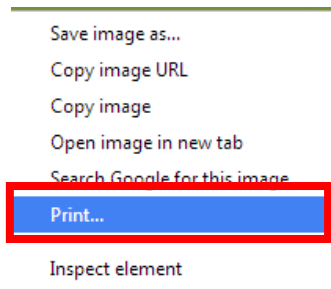 Save image as...
Copy image URL
Copy image
Open image in new tab
Search Google for this image
Print...
Inspect element